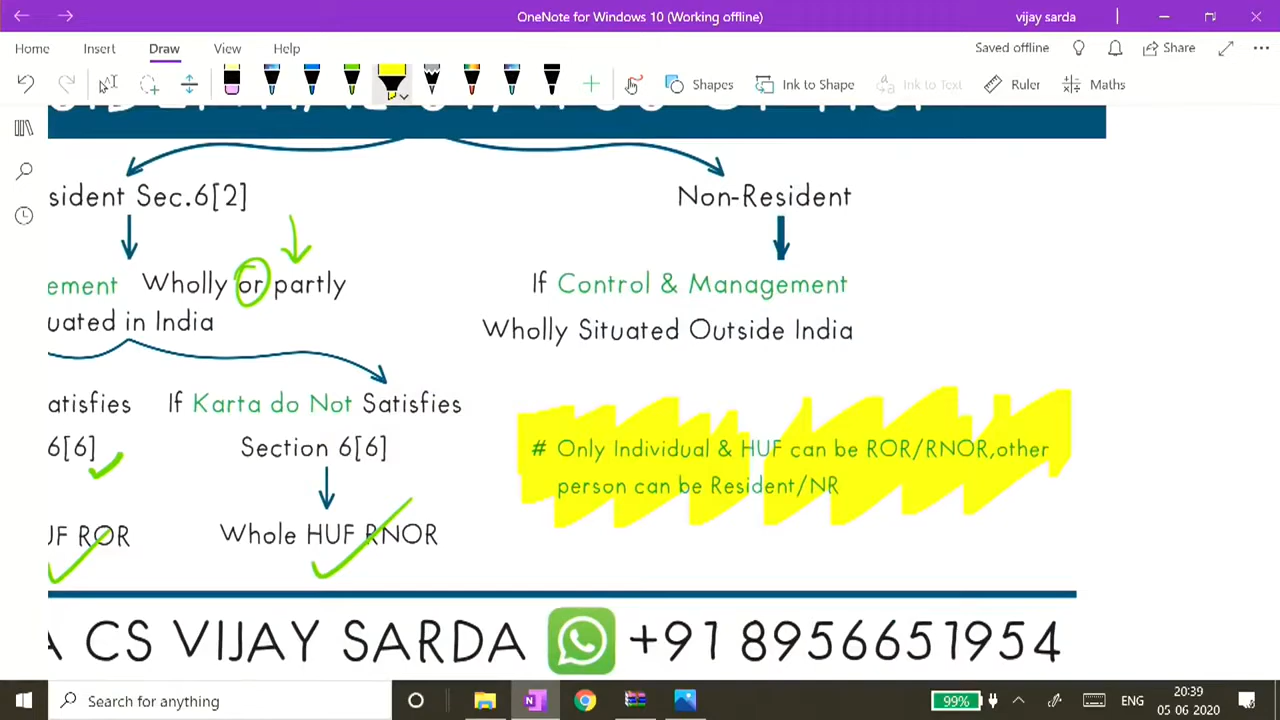 OneNote for Windows 10 (Working offline)
vijay sarda
Home Insert Draw View Help
Saved offline
Share
Shapes
Ink to Shape
Ink to Text
Ruler
Maths
sident Sec.6[2]
Non-Resident
ement Wholly or partly
uated in India
If Control & Management
Wholly Situated Outside India
atisfies
6[6]
If Karta do Not Satisfies
Section 6[6]
# Only Individual & HUF can be ROR/RNOR,other
person can be Resident/NR
UF ROR
Whole HUF RNOR
A CS VIJAY SARDA +91 8956651954
Search for anything
99%
ENG
20:39
05-06-2020